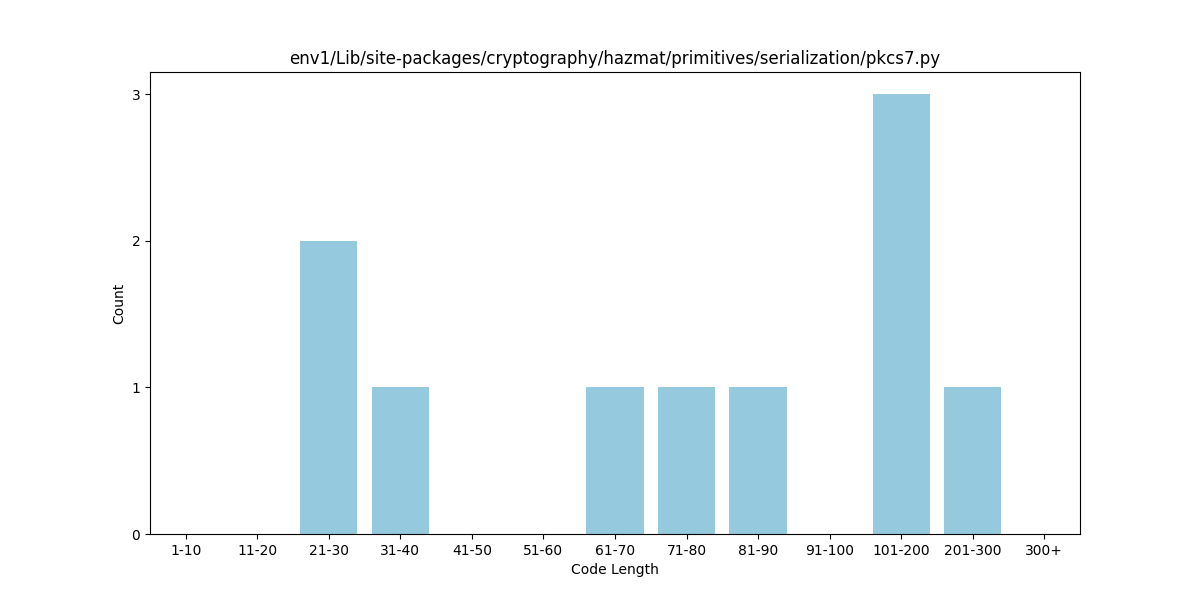 env1/Lib/site-packages/cryptography/hazmat/primitives/serialization/pkcs7.py
Count
3
2
1
0
1-10 11-20 21-30 31-40 41-50 51-60 61-70 71-80 81-90 91-100 101-200 201-300 300+
Code Length